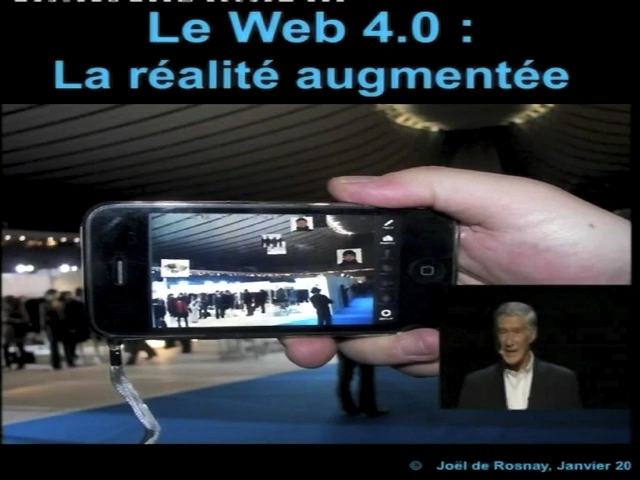 Le Web 4.0 :
La réalité augmentée
© Joël de Rosnay, Janvier 20